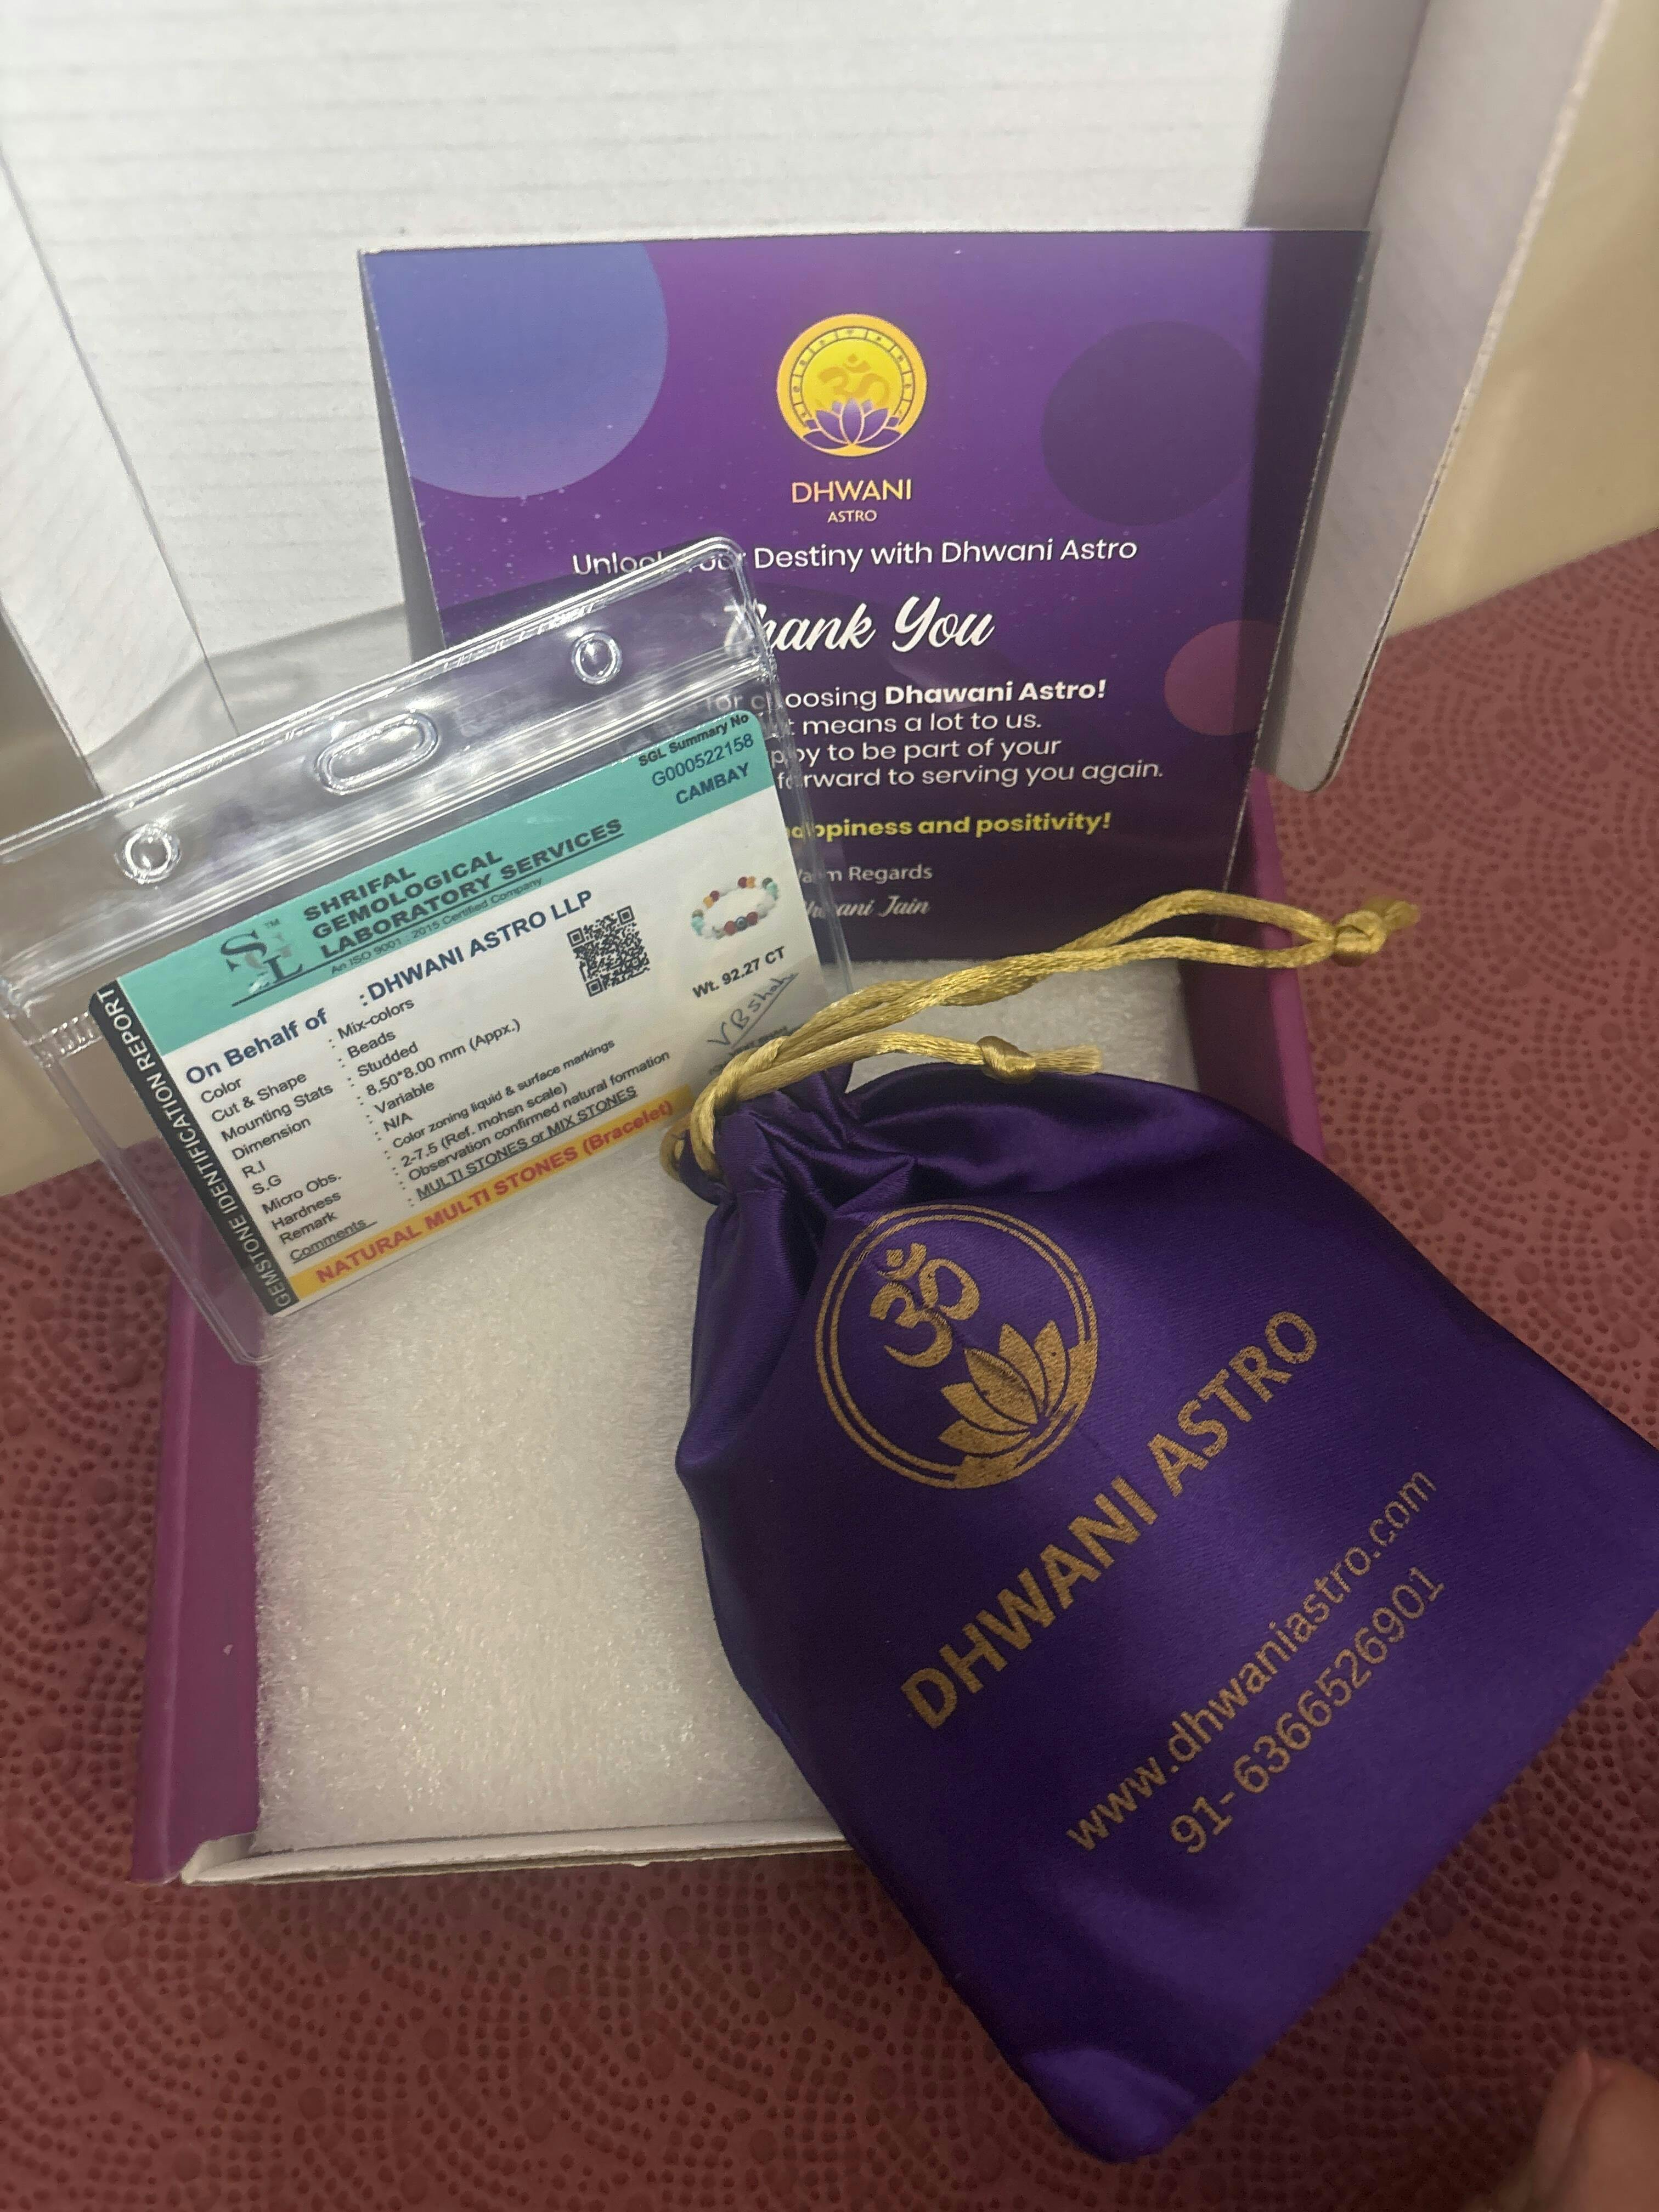 DHWANI
ASTRO
Destiny with Dhwani Astro
You
choosing Dhawani Astro!
means a lot to us.
to be part of your
forward to serving you again.
happiness and positivity!
Regards
Jain
SGL Summary No
G000522158
CAMBAY
SGL
TM
SHRIFAL
GEMOLOGICAL
LABORATORY SERVICES
An ISO 9001 : 2015 Certified Company
GEMSTONE IDENTIFICATION REPORT
On Behalf of : DHWANI ASTRO LLP
Color : Mix-colors
Cut & Shape : Beads
Mounting Stats : Studded
Dimension : 8.50*8.00 mm (Appx.)
R.I : Variable
S.G : N/A
Micro Obs. : Color zoning liquid & surface markings
Hardness : 2-7.5 (Ref. mohsn scale)
Remark : Observation confirmed natural formation
Comments : MULTI STONES or MIX STONES
NATURAL MULTI STONES (Bracelet)
Wt. 92.27 CT
V B shah
ॐ
DHWANI ASTRO
www.dhwaniastro.com
91- 6366526901